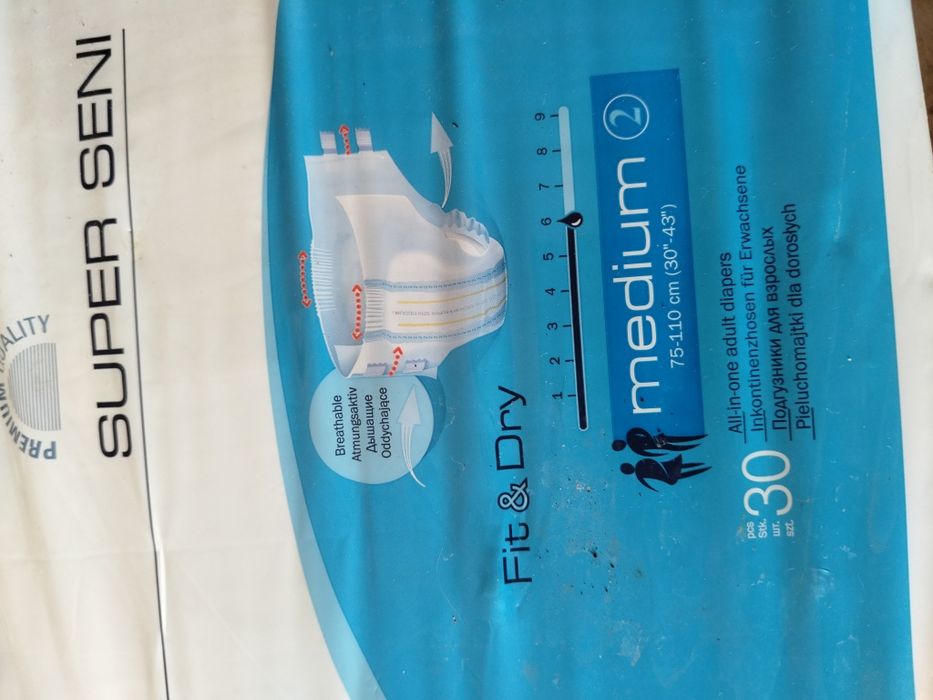 PREMIUM QUALITY
SUPER SENI
Breathable
Atmungsaktiv
Дышащие
Oddychające
Fit & Dry
1 2 3 4 5 6 7 8 9
medium 2
75-110 cm (30"-43")
pcs
Stk.
шт.
szt.
30
All-in-one adult diapers
Inkontinenzhosen für Erwachsene
Подгузники для взрослых
Pieluchomajtki dla dorosłych